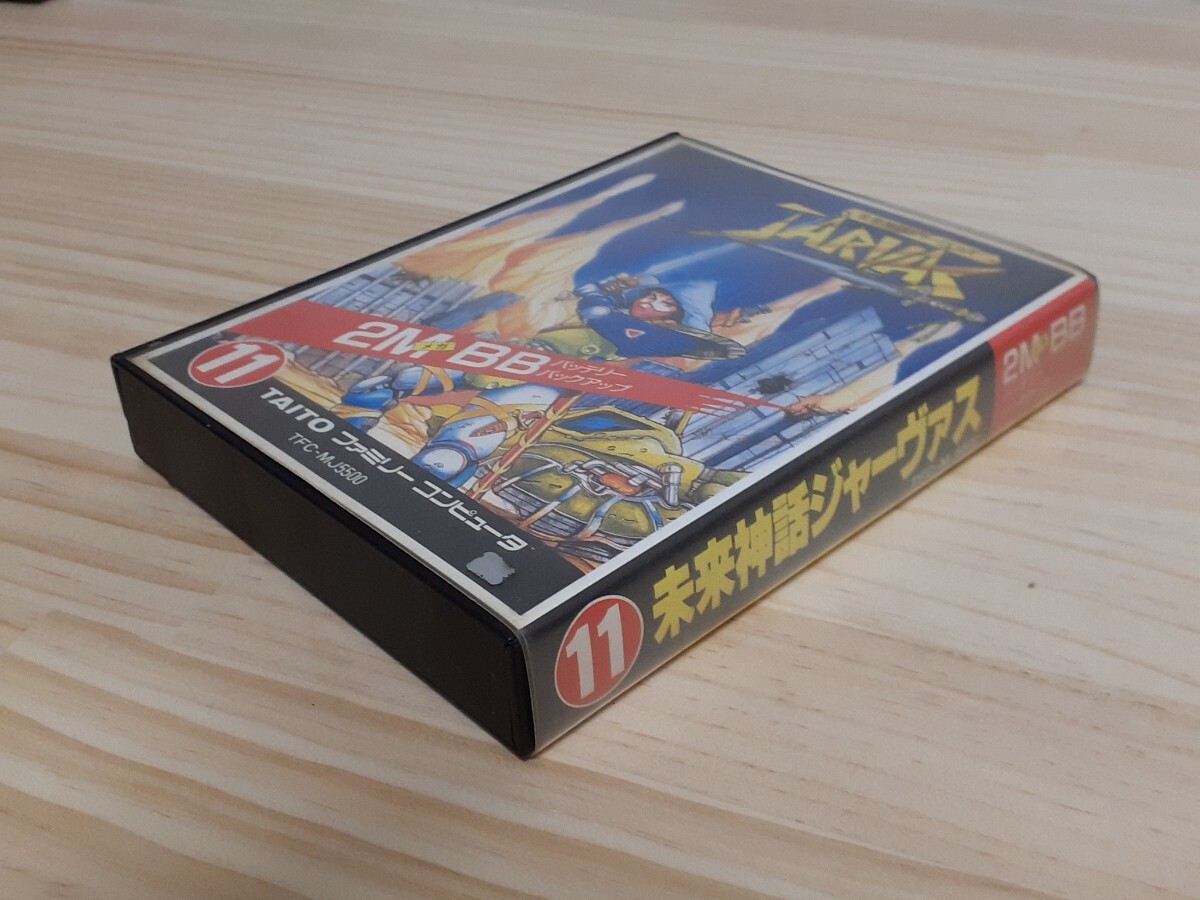 JARVAS
2M+BB
メガ
バッテリー
バックアップ
11
TAITO ファミリー コンピュータ
TFC-MJ5500
11
未来神話ジャーヴァス
2M+BB